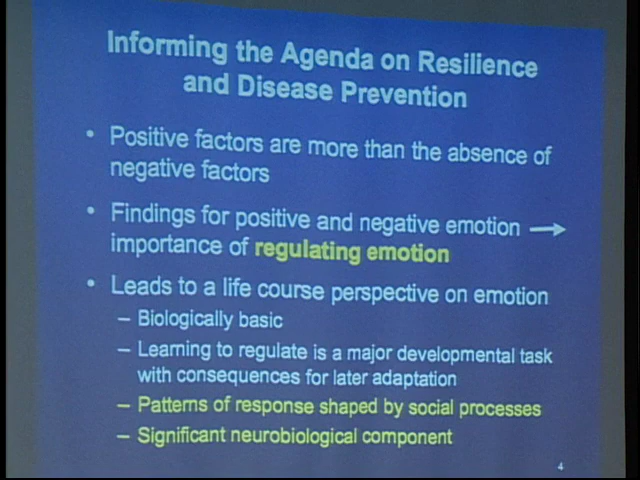 Informing the Agenda on Resilience
and Disease Prevention
• Positive factors are more than the absence of
negative factors
• Findings for positive and negative emotion →
importance of regulating emotion
• Leads to a life course perspective on emotion
– Biologically basic
– Learning to regulate is a major developmental task
with consequences for later adaptation
– Patterns of response shaped by social processes
– Significant neurobiological component
4